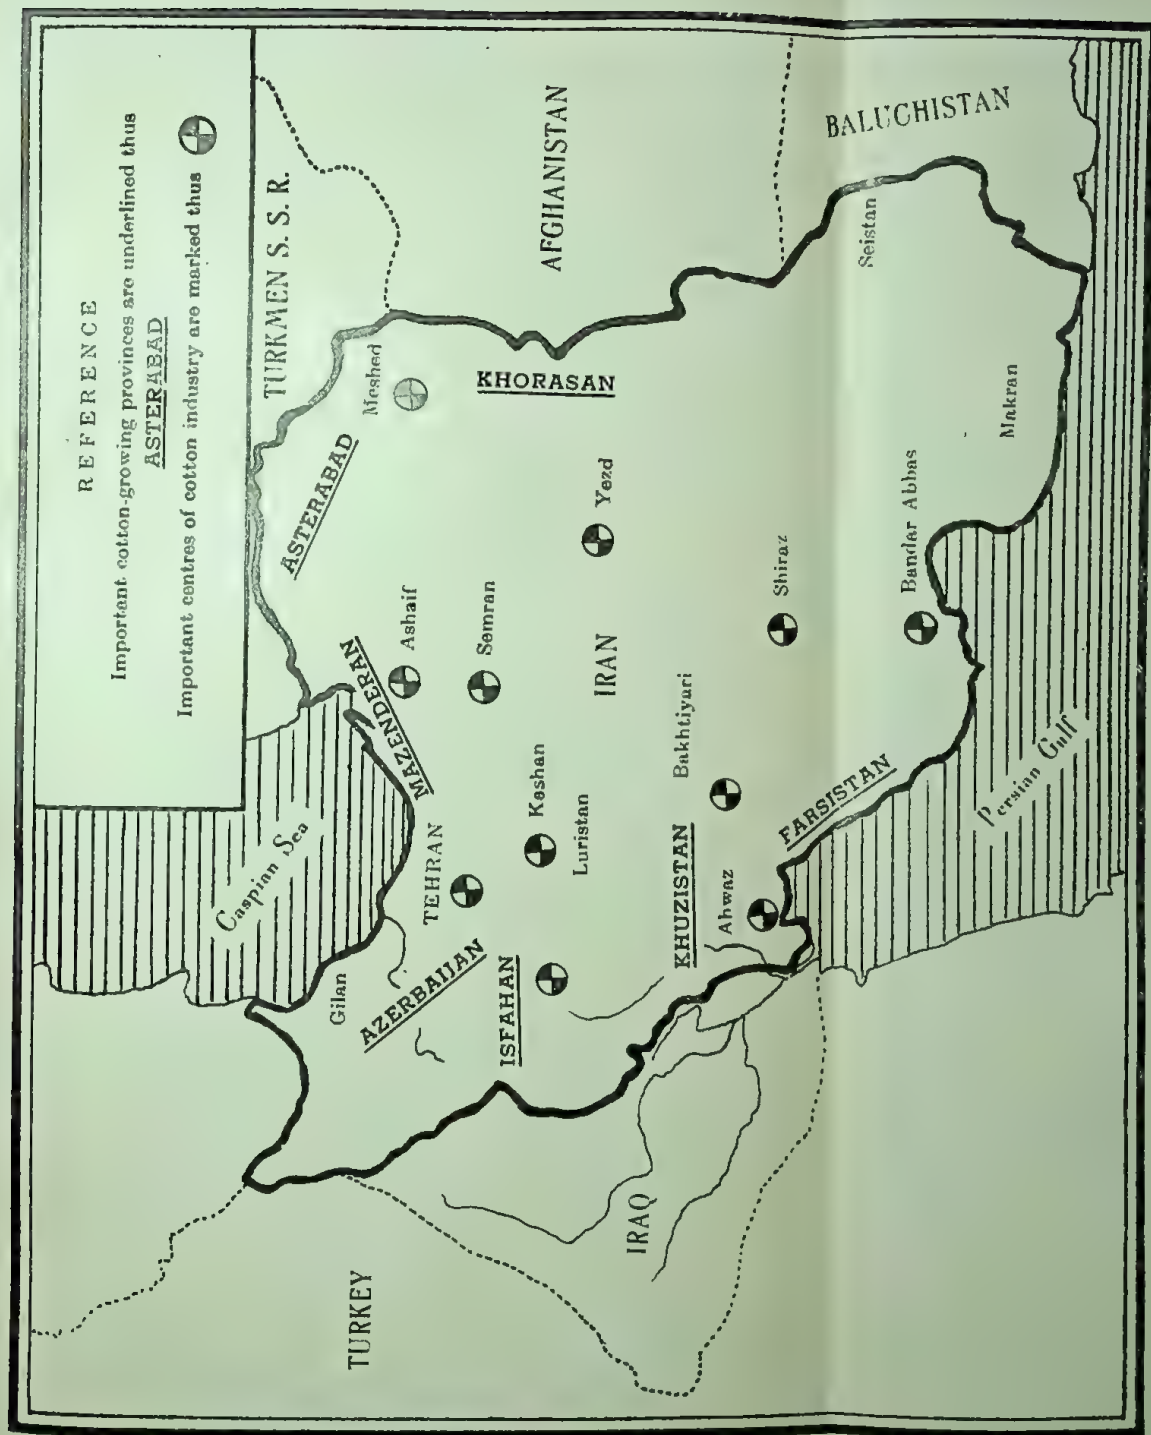 REFERENCE
Important cotton-growing provinces are underlined thus
ASTERABAD
Important centres of cotton industry are marked thus
TURKMEN S. S. R.
TURKEY
Caspian Sea
Gilan
AZERBAIJAN
TEHRAN
MAZENDERAN
ASTERABAD
Ashaif
Meshed
ISFAHAN
Keshan
Semran
KHORASAN
AFGHANISTAN
Luristan
IRAQ
IRAN
Yezd
KHUZISTAN
Bakhtiyari
Ahwaz
Shiraz
FARSISTAN
Seistan
BALUCHISTAN
Bandar Abbas
Makran
Persian Gulf